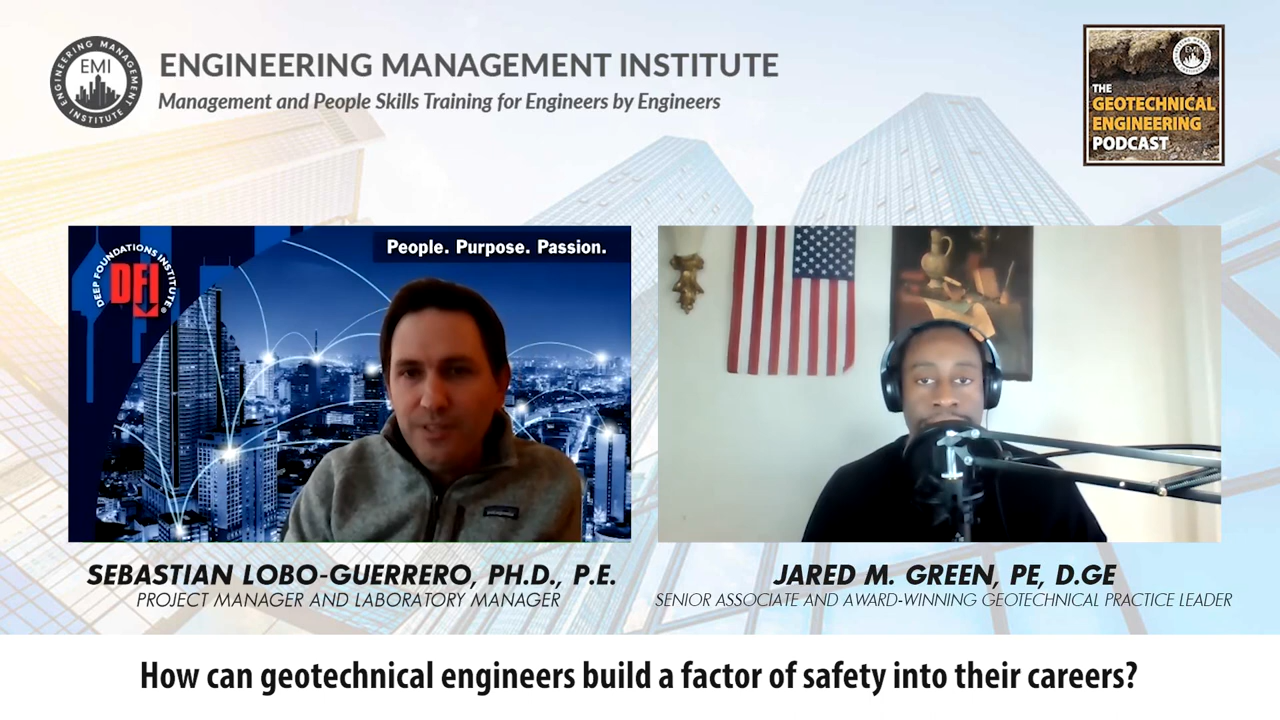 ENGINEERING MANAGEMENT INSTITUTE
EMI
ENGINEERING MANAGEMENT INSTITUTE
Management and People Skills Training for Engineers by Engineers
EMI
THE
GEOTECHNICAL
ENGINEERING
PODCAST
DEEP FOUNDATIONS INSTITUTE®
DFI
People. Purpose. Passion.
patagonia
SEBASTIAN LOBO-GUERRERO, PH.D., P.E.
PROJECT MANAGER AND LABORATORY MANAGER
JARED M. GREEN, PE, D.GE
SENIOR ASSOCIATE AND AWARD-WINNING GEOTECHNICAL PRACTICE LEADER
How can geotechnical engineers build a factor of safety into their careers?